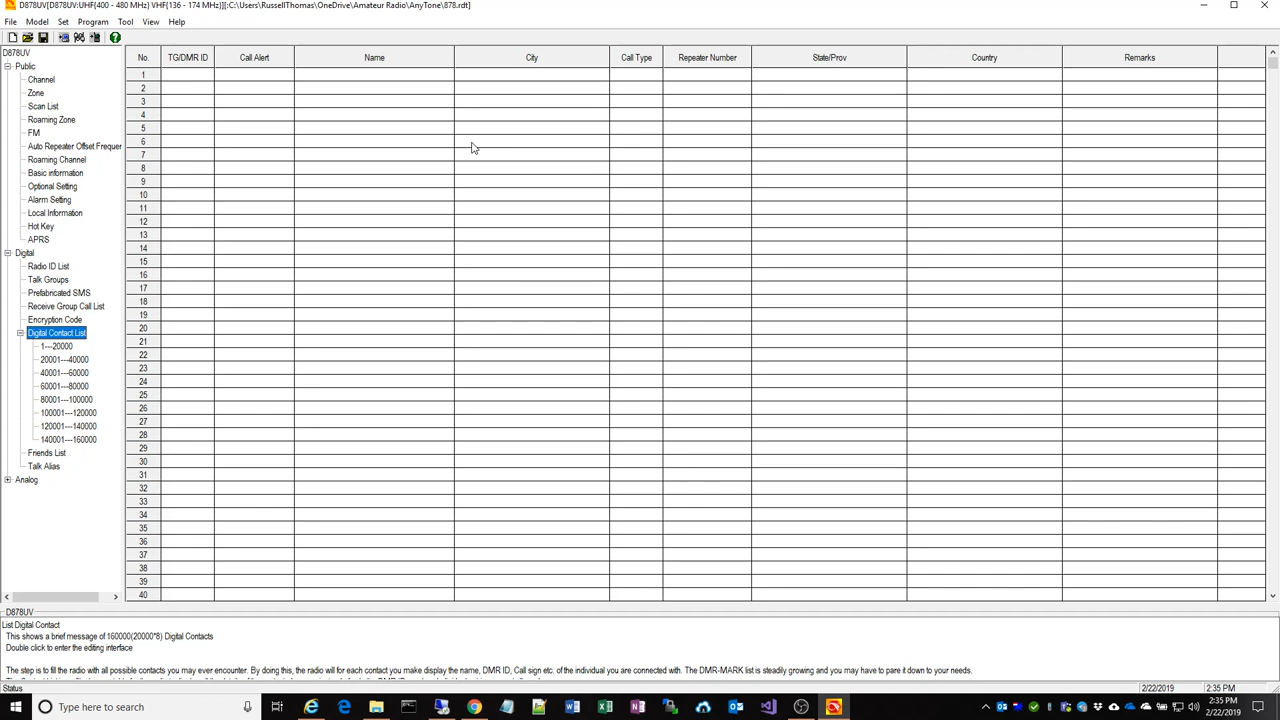 D878UV[D878UV:UHF(400 - 480 MHz) VHF(136 - 174 MHz)][:C:\Users\RussellThomas\OneDrive\Amateur Radio\AnyTone\878.rdt]
File Model Set Program Tool View Help
D878UV
Public
Channel
Zone
Scan List
Roaming Zone
FM
Auto Repeater Offset Frequer
Roaming Channel
Basic information
Optional Setting
Alarm Setting
Local Information
Hot Key
APRS
Digital
Radio ID List
Talk Groups
Prefabricated SMS
Receive Group Call List
Encryption Code
Digital Contact List
1---20000
20001---40000
40001---60000
60001---80000
80001---100000
100001---120000
120001---140000
140001---160000
Friends List
Talk Alias
Analog
No. TG/DMR ID Call Alert Name City Call Type Repeater Number State/Prov Country Remarks
1
2
3
4
5
6
7
8
9
10
11
12
13
14
15
16
17
18
19
20
21
22
23
24
25
26
27
28
29
30
31
32
33
34
35
36
37
38
39
40
D878UV
List Digital Contact
This shows a brief message of 160000(20000*8) Digital Contacts
Double click to enter the editing interface
The step is to fill the radio with all possible contacts you may ever encounter. By doing this, the radio will for each contact you make display the name, DMR ID, Call sign etc. of the individual you are connected with. The DMR-MARK list is steadily growing and you may have to pare it down to your needs.
Status 2/22/2019 2:35 PM
Type here to search
2:35 PM
2/22/2019